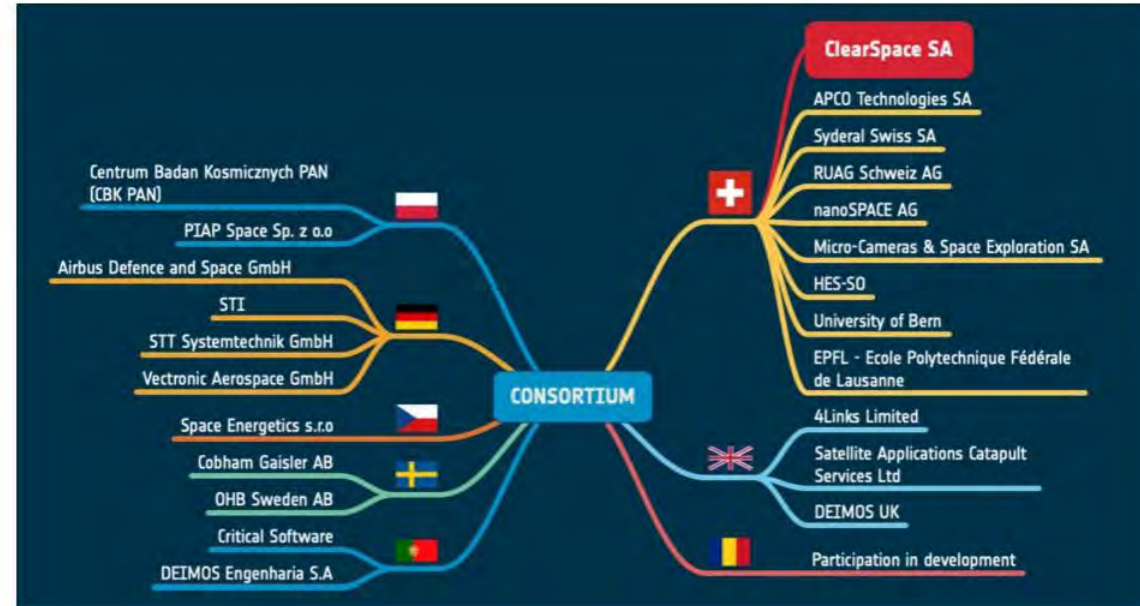 ClearSpace SA
APCO Technologies SA
Syderal Swiss SA
RUAG Schweiz AG
nanoSPACE AG
Micro-Cameras & Space Exploration SA
HES-SO
University of Bern
EPFL - Ecole Polytechnique Fédérale
de Lausanne
Centrum Badan Kosmicznych PAN
(CBK PAN)
PIAP Space Sp. z o.o
Airbus Defence and Space GmbH
STI
STT Systemtechnik GmbH
Vectronic Aerospace GmbH
CONSORTIUM
Space Energetics s.r.o
Cobham Gaisler AB
OHB Sweden AB
Critical Software
DEIMOS Engenharia S.A
4Links Limited
Satellite Applications Catapult
Services Ltd
DEIMOS UK
Participation in development